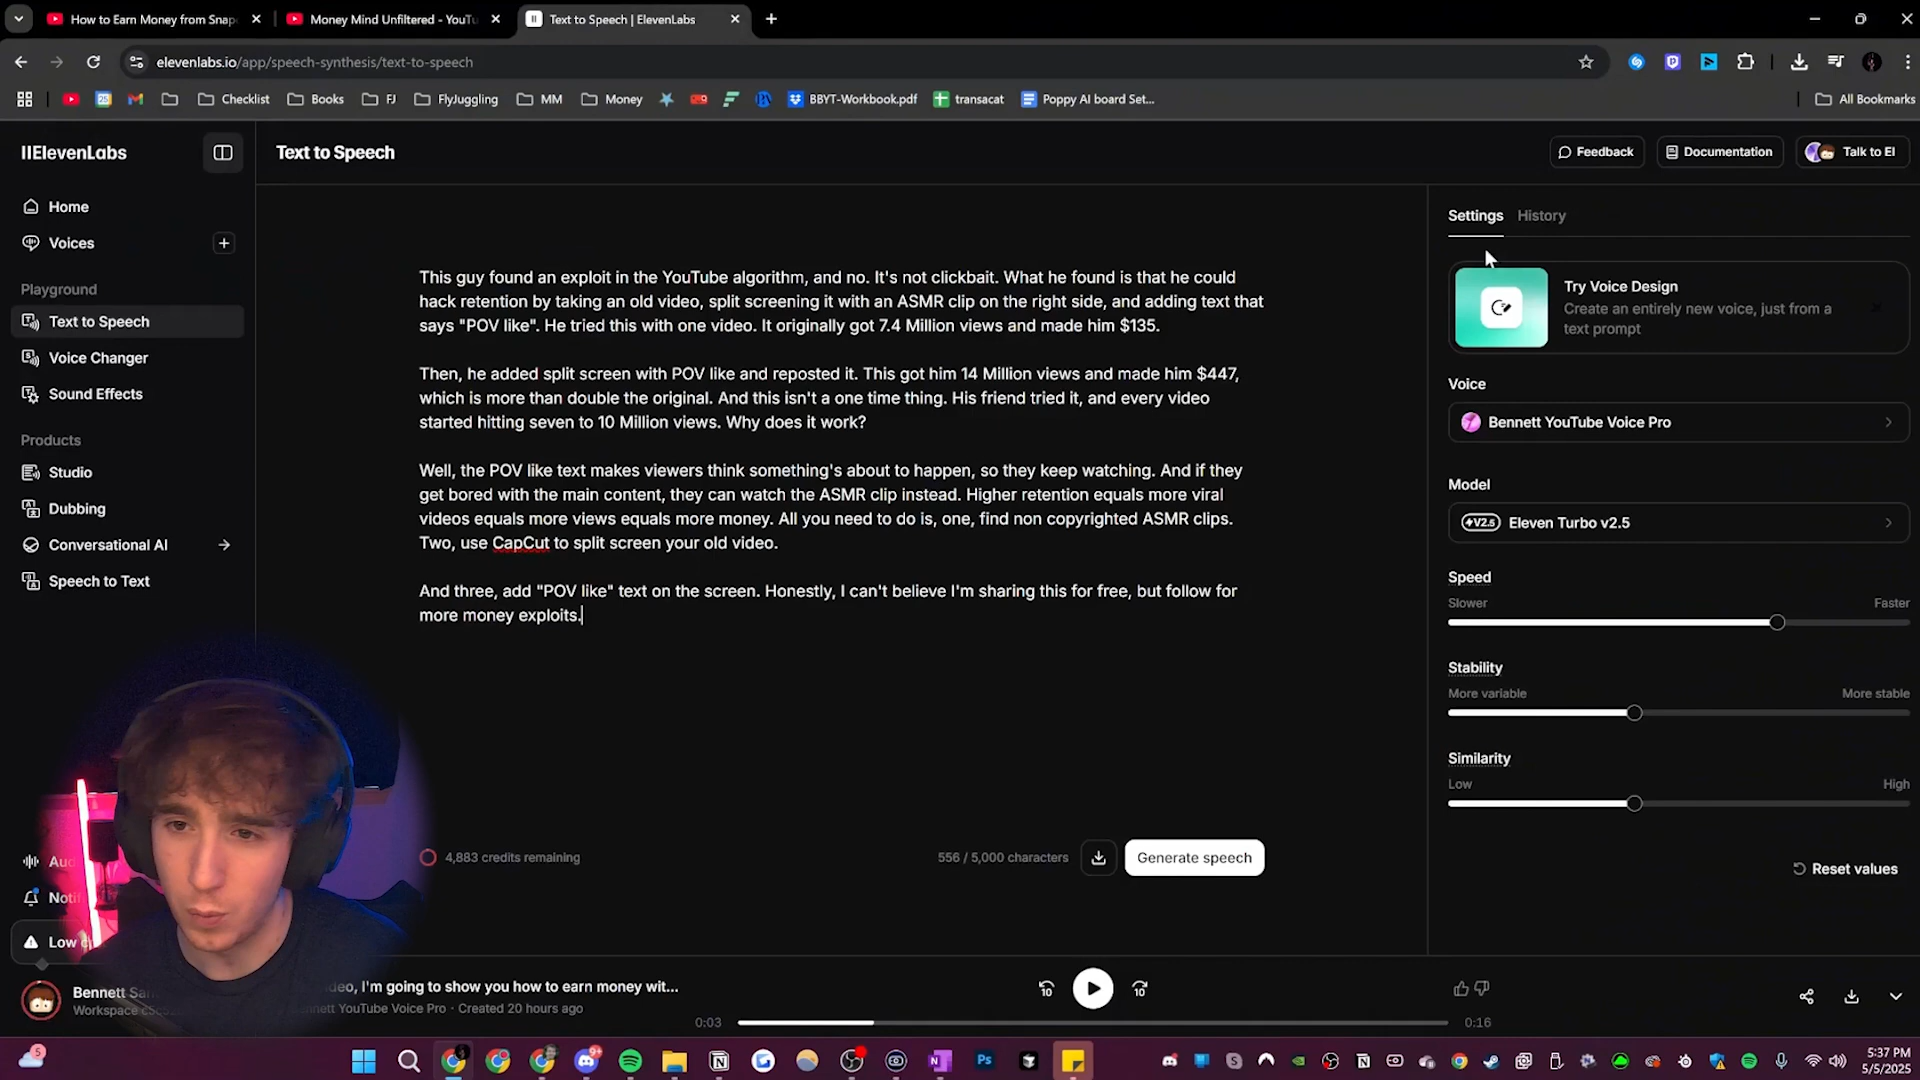 How to Earn Money from Snap
Money Mind Unfiltered - YouTu
Text to Speech | ElevenLabs
elevenlabs.io/app/speech-synthesis/text-to-speech
Checklist
Books
FJ
FlyJuggling
MM
Money
BBYT-Workbook.pdf
transacat
Poppy AI board Set...
All Bookmarks
IIElevenLabs
Text to Speech
Feedback
Documentation
Talk to EI
Home
Voices
Playground
Text to Speech
Voice Changer
Sound Effects
Products
Studio
Dubbing
Conversational AI
Speech to Text
This guy found an exploit in the YouTube algorithm, and no. It's not clickbait. What he found is that he could
hack retention by taking an old video, split screening it with an ASMR clip on the right side, and adding text that
says "POV like". He tried this with one video. It originally got 7.4 Million views and made him $135.
Then, he added split screen with POV like and reposted it. This got him 14 Million views and made him $447,
which is more than double the original. And this isn't a one time thing. His friend tried it, and every video
started hitting seven to 10 Million views. Why does it work?
Well, the POV like text makes viewers think something's about to happen, so they keep watching. And if they
get bored with the main content, they can watch the ASMR clip instead. Higher retention equals more viral
videos equals more views equals more money. All you need to do is, one, find non copyrighted ASMR clips.
Two, use CapCut to split screen your old video.
And three, add "POV like" text on the screen. Honestly, I can't believe I'm sharing this for free, but follow for
more money exploits.
4,883 credits remaining
556 / 5,000 characters
Generate speech
Settings
History
Try Voice Design
Create an entirely new voice, just from a
text prompt
Voice
Bennett YouTube Voice Pro
Model
V2.5
Eleven Turbo v2.5
Speed
Slower
Faster
Stability
More variable
More stable
Similarity
Low
High
Reset values
Low
Bennett
Workspace
I'm going to show you how to earn money wit...
YouTube Voice Pro · Created 20 hours ago
10
10
0:03
0:16
5:37 PM
5/5/2025